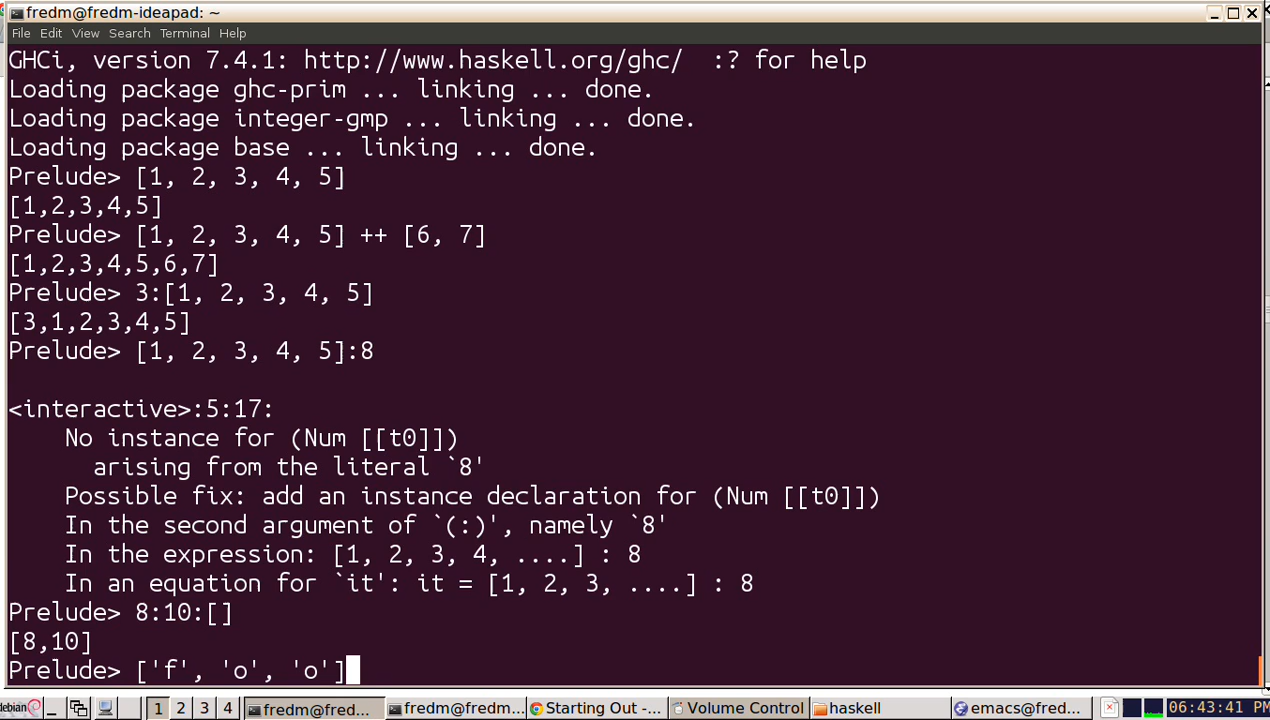 fredm@fredm-ideapad: ~
File Edit View Search Terminal Help
GHCi, version 7.4.1: http://www.haskell.org/ghc/  :? for help
Loading package ghc-prim ... linking ... done.
Loading package integer-gmp ... linking ... done.
Loading package base ... linking ... done.
Prelude> [1, 2, 3, 4, 5]
[1,2,3,4,5]
Prelude> [1, 2, 3, 4, 5] ++ [6, 7]
[1,2,3,4,5,6,7]
Prelude> 3:[1, 2, 3, 4, 5]
[3,1,2,3,4,5]
Prelude> [1, 2, 3, 4, 5]:8
<interactive>:5:17:
    No instance for (Num [[t0]])
      arising from the literal `8'
    Possible fix: add an instance declaration for (Num [[t0]])
    In the second argument of `(:)', namely `8'
    In the expression: [1, 2, 3, 4, ....] : 8
    In an equation for `it': it = [1, 2, 3, ....] : 8
Prelude> 8:10:[]
[8,10]
Prelude> ['f', 'o', 'o']
debian 1 2 3 4 fredm@fred... fredm@fredm... Starting Out -... Volume Control haskell emacs@fred... 06:43:41 PM